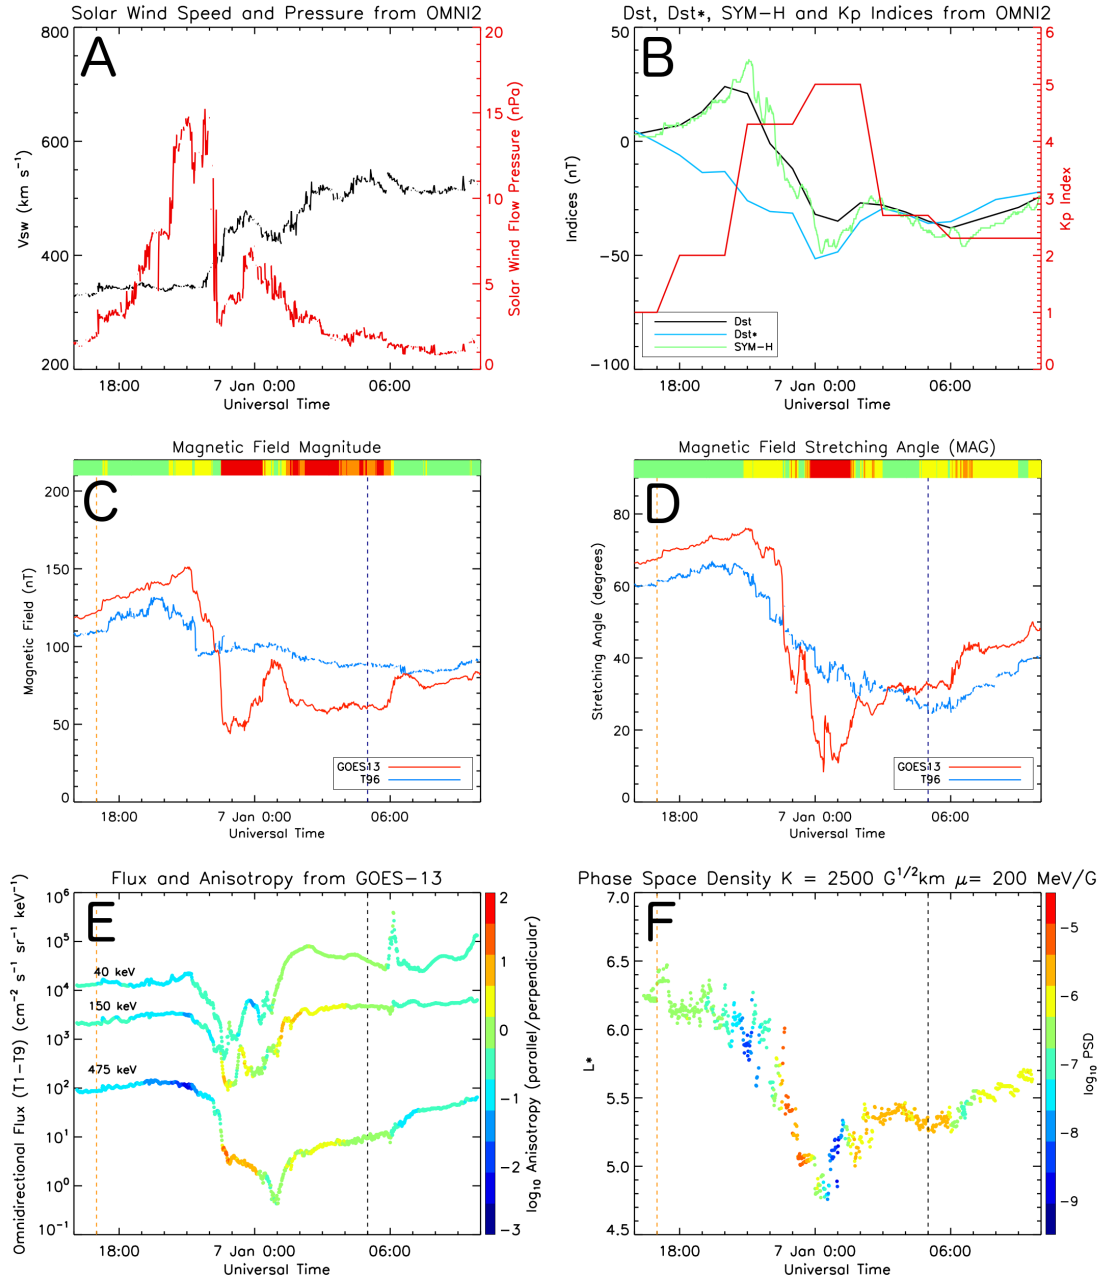 Solar Wind Speed and Pressure from OMNI2
A
800
600
400
200
Vsw (km s⁻¹)
20
15
10
5
0
Solar Wind Flow Pressure (nPa)
18:00 7 Jan 0:00 06:00
Universal Time
Dst, Dst*, SYM-H and Kp Indices from OMNI2
B
50
0
-50
-100
Indices (nT)
6
5
4
3
2
1
0
Kp Index
Dst
Dst*
SYM-H
18:00 7 Jan 0:00 06:00
Universal Time
Magnetic Field Magnitude
C
200
150
100
50
0
Magnetic Field (nT)
GOES13
T96
18:00 7 Jan 0:00 06:00
Universal Time
Magnetic Field Stretching Angle (MAG)
D
80
60
40
20
0
Stretching Angle (degrees)
GOES13
T96
18:00 7 Jan 0:00 06:00
Universal Time
Flux and Anisotropy from GOES-13
E
10⁶
10⁵
10⁴
10³
10²
10¹
10⁰
10⁻¹
Omnidirectional Flux (T1-T9) (cm⁻² s⁻¹ sr⁻¹ keV⁻¹)
40 keV
150 keV
475 keV
2
1
0
-1
-2
-3
log₁₀ Anisotropy (parallel/perpendicular)
18:00 7 Jan 0:00 06:00
Universal Time
Phase Space Density K = 2500 G¹/²km μ= 200 MeV/G
F
7.0
6.5
6.0
5.5
5.0
4.5
L*
-5
-6
-7
-8
-9
log₁₀ PSD
18:00 7 Jan 0:00 06:00
Universal Time